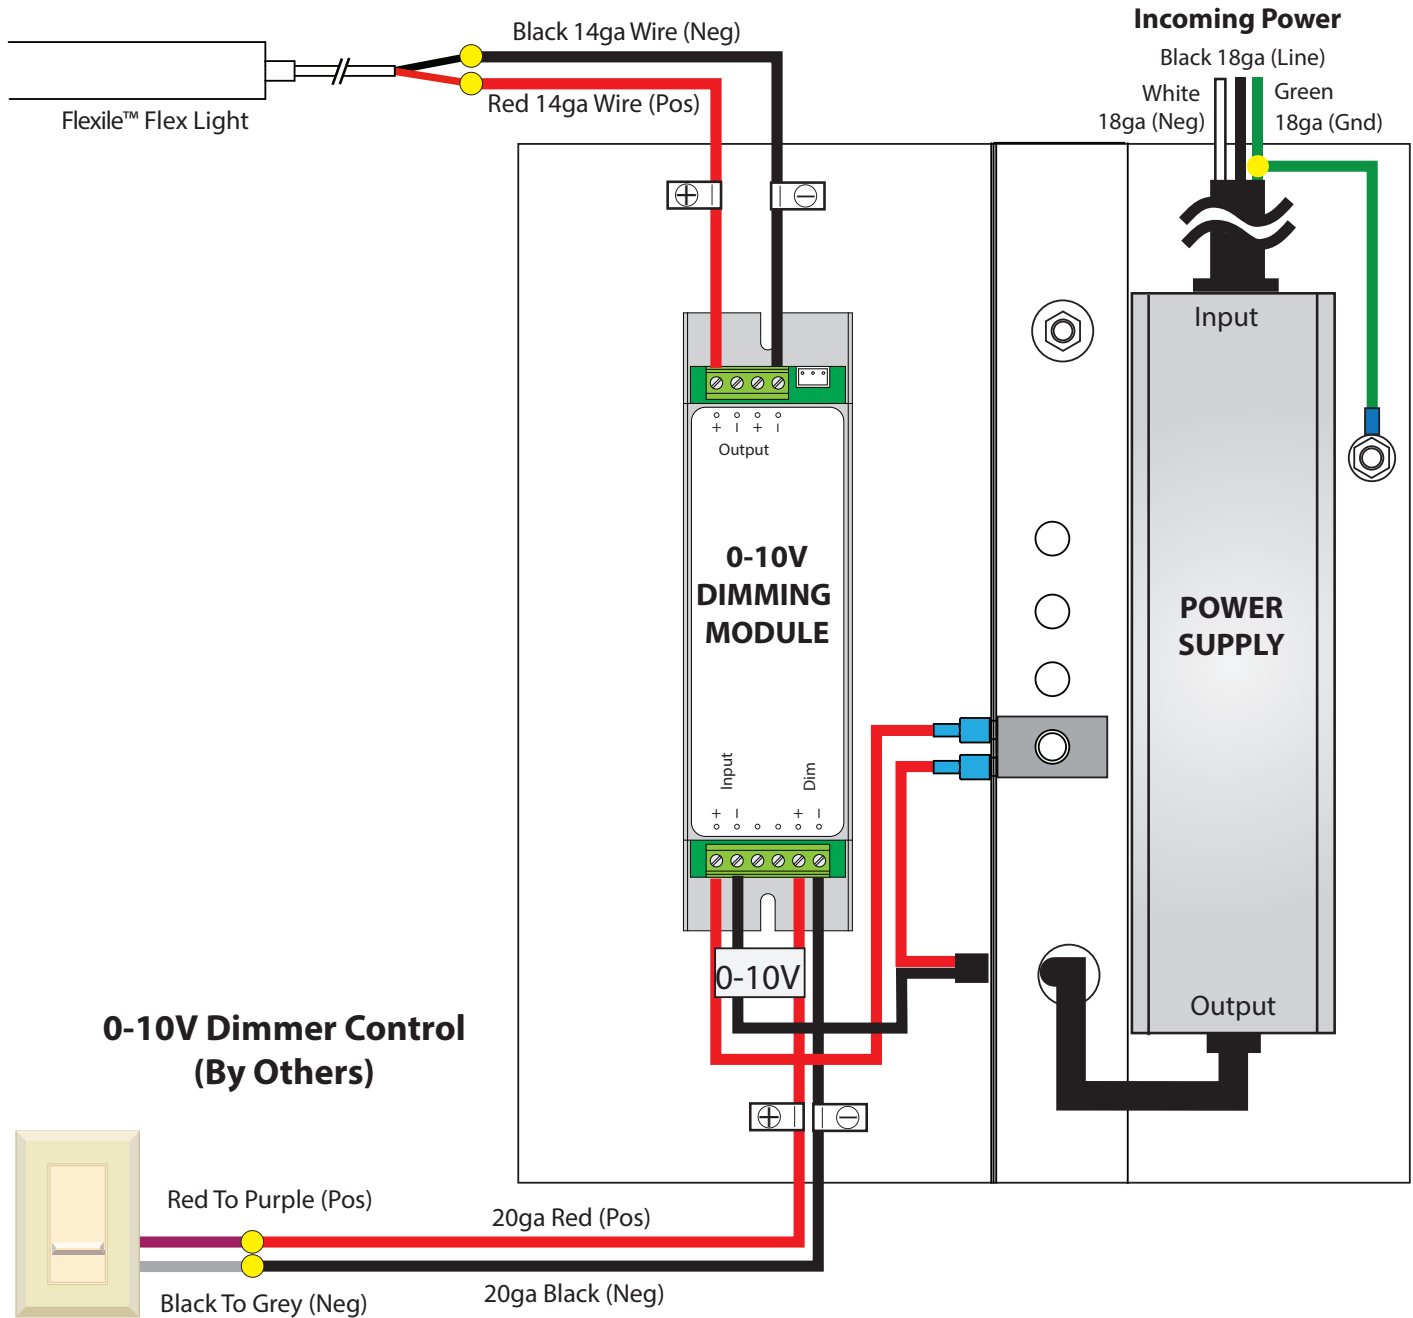 Incoming Power
Black 14ga Wire (Neg)
Black 18ga (Line)
White
18ga (Neg)
Green
18ga (Gnd)
Red 14ga Wire (Pos)
Flexile™ Flex Light
+
−
Input
+ − + −
Output
0-10V
DIMMING
MODULE
POWER
SUPPLY
Input
Dim
+ − + −
0-10V
Output
0-10V Dimmer Control
(By Others)
+
−
Red To Purple (Pos)
20ga Red (Pos)
20ga Black (Neg)
Black To Grey (Neg)